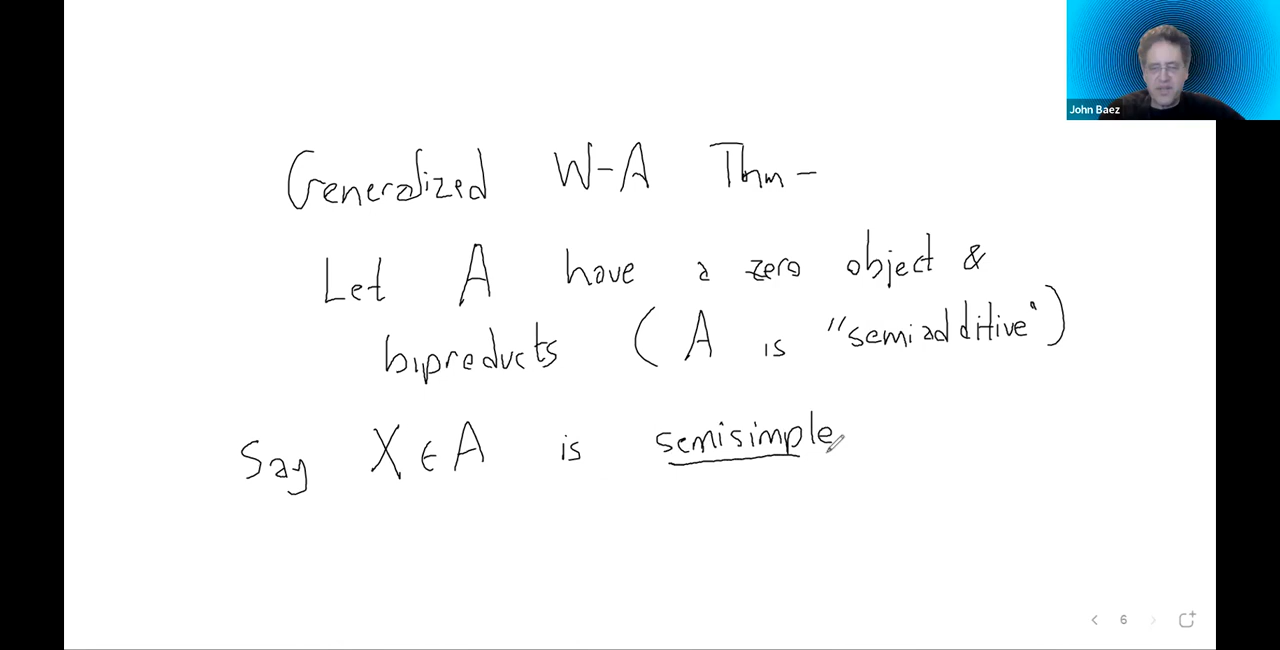 John Baez
Generalized W-A Thm -
Let A have a zero object &
biproducts (A is "semiadditive")
Say X ∈ A is semisimple
< 6 >